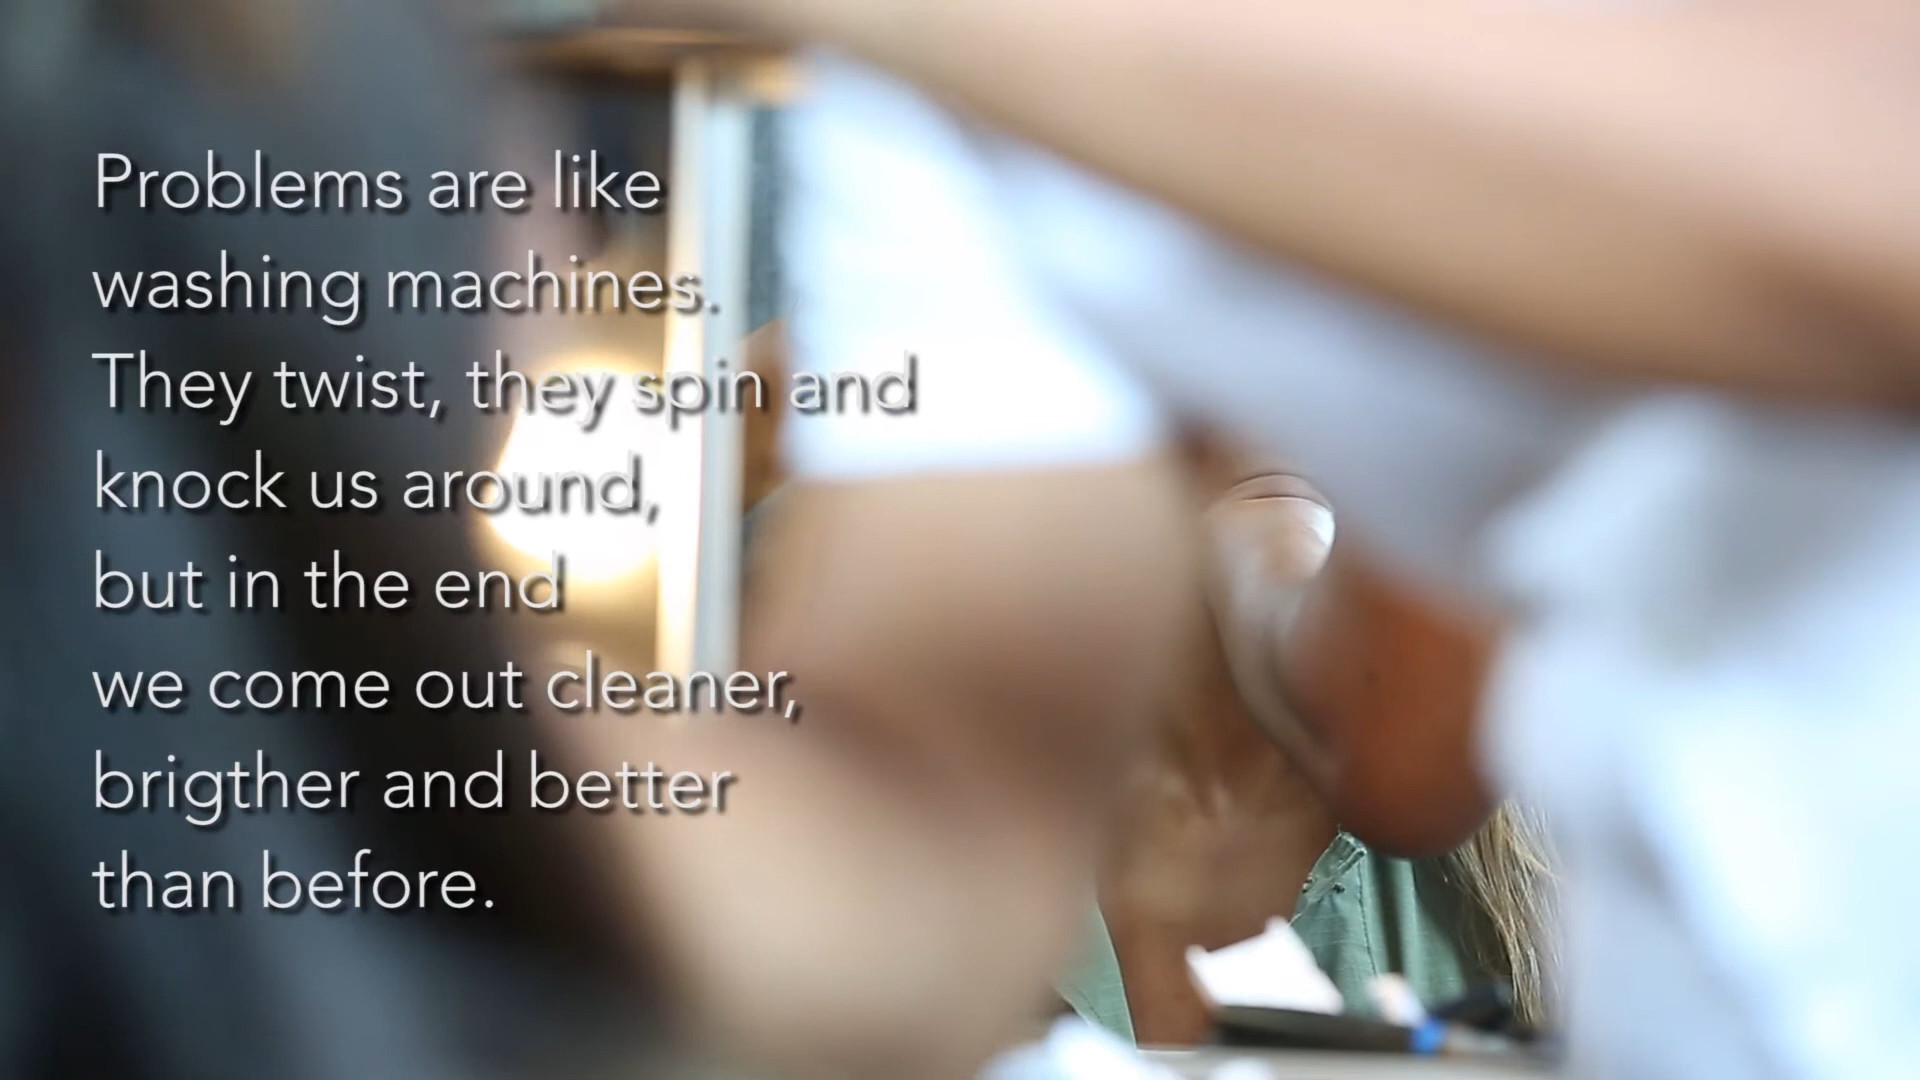 Problems are like
washing machines.
They twist, they spin and
knock us around,
but in the end
we come out cleaner,
brigther and better
than before.